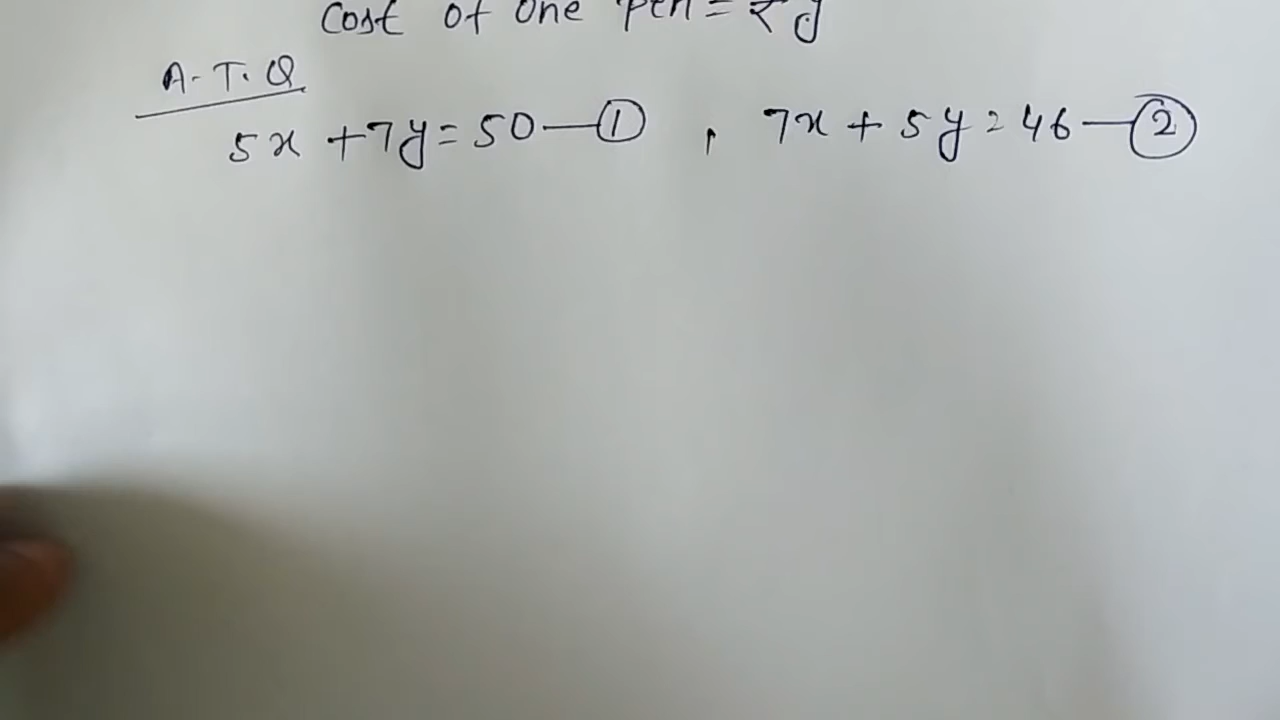 Cost of One pen = ₹ y
A. T. Q
5x + 7y = 50 — ① , 7x + 5y = 46 — ②